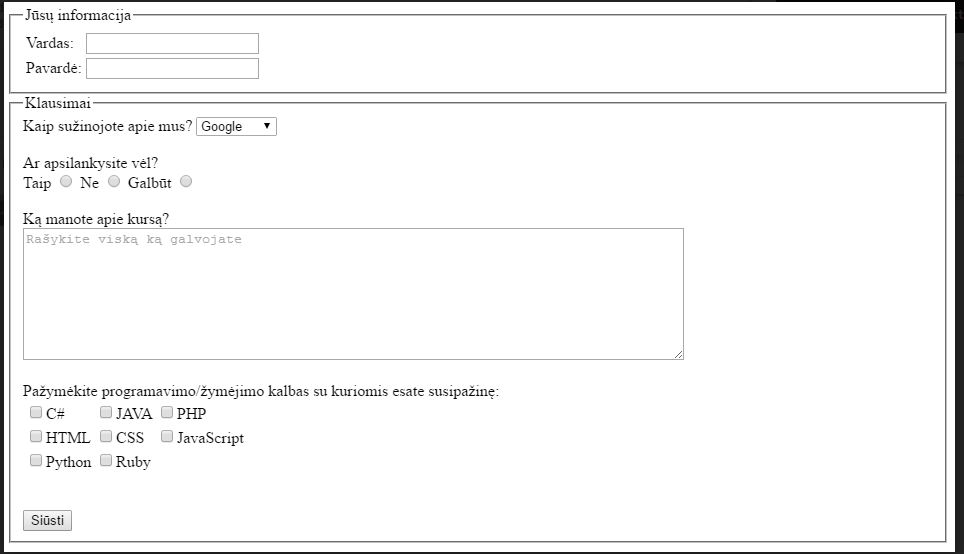 Jūsų informacija
Vardas:
Pavardė:
Klausimai
Kaip sužinojote apie mus? Google
Ar apsilankysite vėl?
Taip Ne Galbūt
Ką manote apie kursą?
Rašykite viską ką galvojate
Pažymėkite programavimo/žymėjimo kalbas su kuriomis esate susipažinę:
C# JAVA PHP
HTML CSS JavaScript
Python Ruby
Siūsti